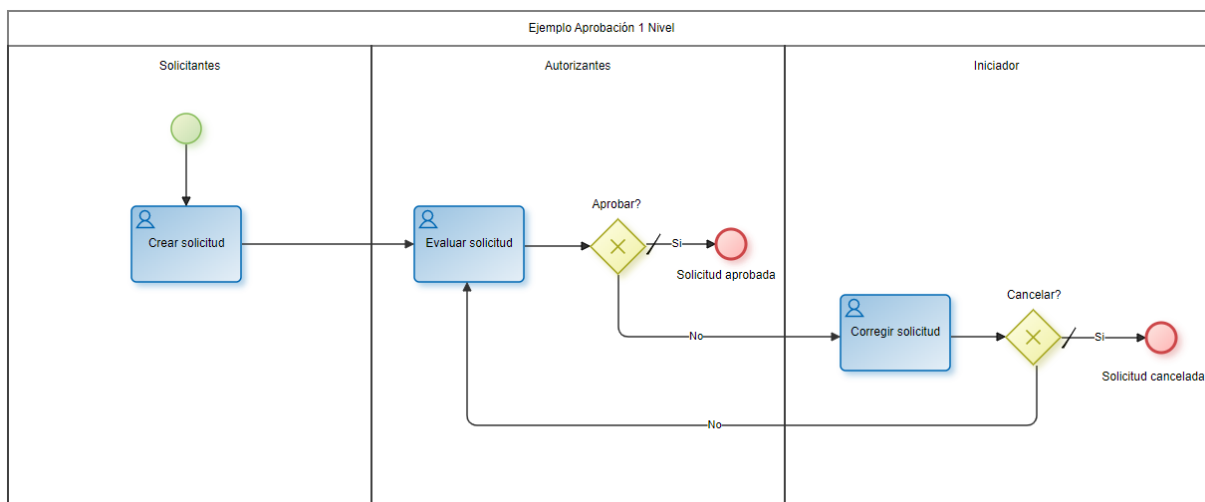 Ejemplo Aprobación 1 Nivel
Solicitantes
Autorizantes
Iniciador
Crear solicitud
Evaluar solicitud
Aprobar?
Si
Solicitud aprobada
No
Corregir solicitud
Cancelar?
Si
Solicitud cancelada
No